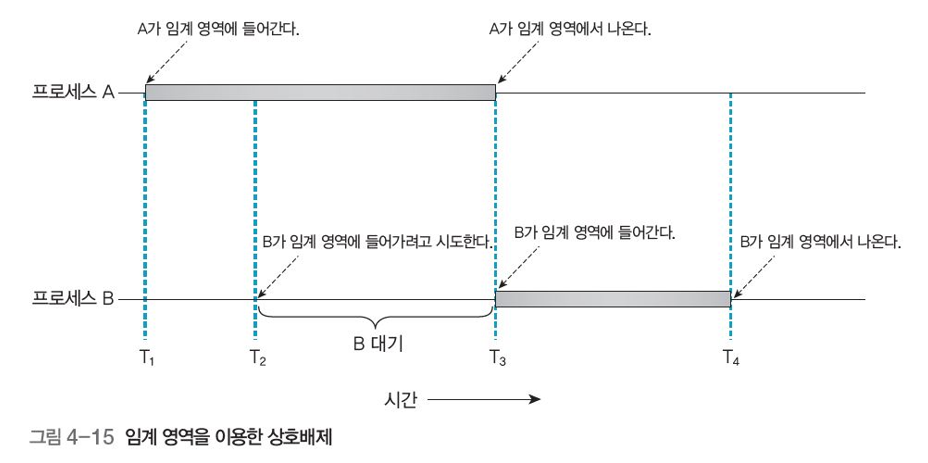 A가 임계 영역에 들어간다.
A가 임계 영역에서 나온다.
프로세스 A
B가 임계 영역에 들어가려고 시도한다.
B가 임계 영역에 들어간다.
B가 임계 영역에서 나온다.
프로세스 B
B 대기
T₁
T₂
T₃
T₄
시간
그림 4-15 임계 영역을 이용한 상호배제